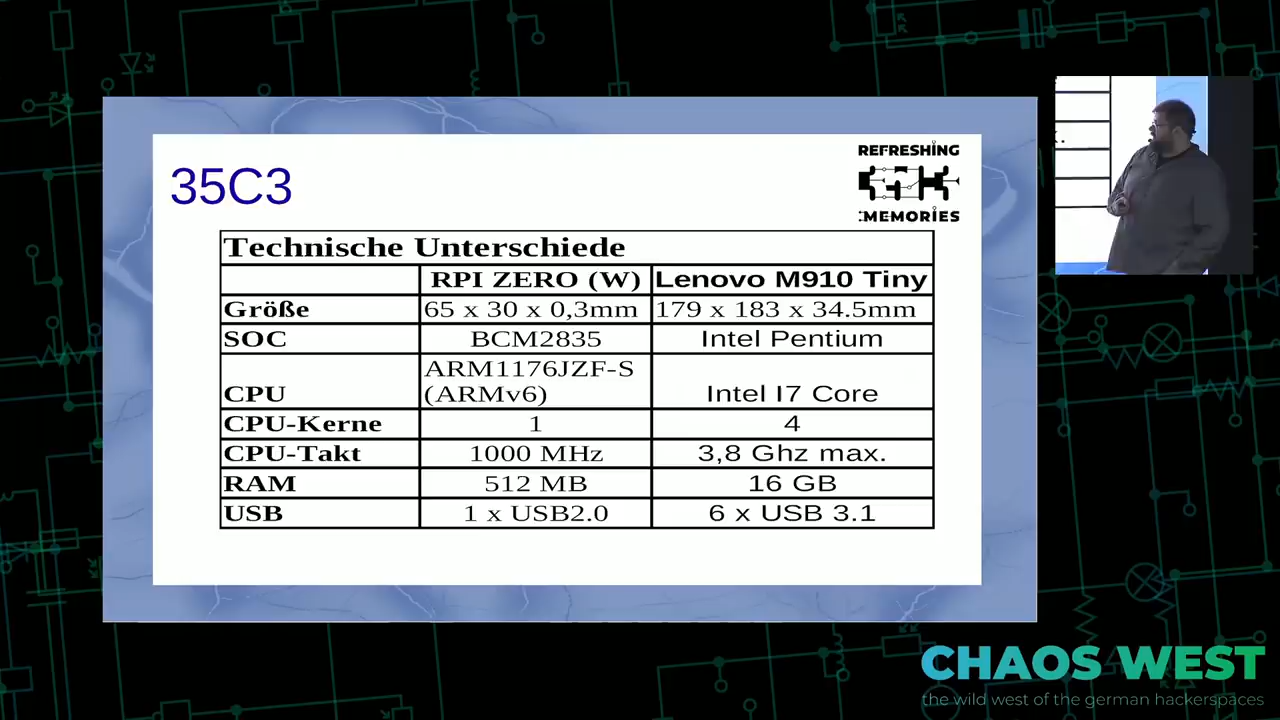 35C3
REFRESHING
:MEMORIES
Technische Unterschiede
RPI ZERO (W) Lenovo M910 Tiny
Größe 65 x 30 x 0,3mm 179 x 183 x 34.5mm
SOC BCM2835 Intel Pentium
ARM1176JZF-S
CPU (ARMv6) Intel I7 Core
CPU-Kerne 1 4
CPU-Takt 1000 MHz 3,8 Ghz max.
RAM 512 MB 16 GB
USB 1 x USB2.0 6 x USB 3.1
CHAOS WEST
the wild west of the german hackerspaces